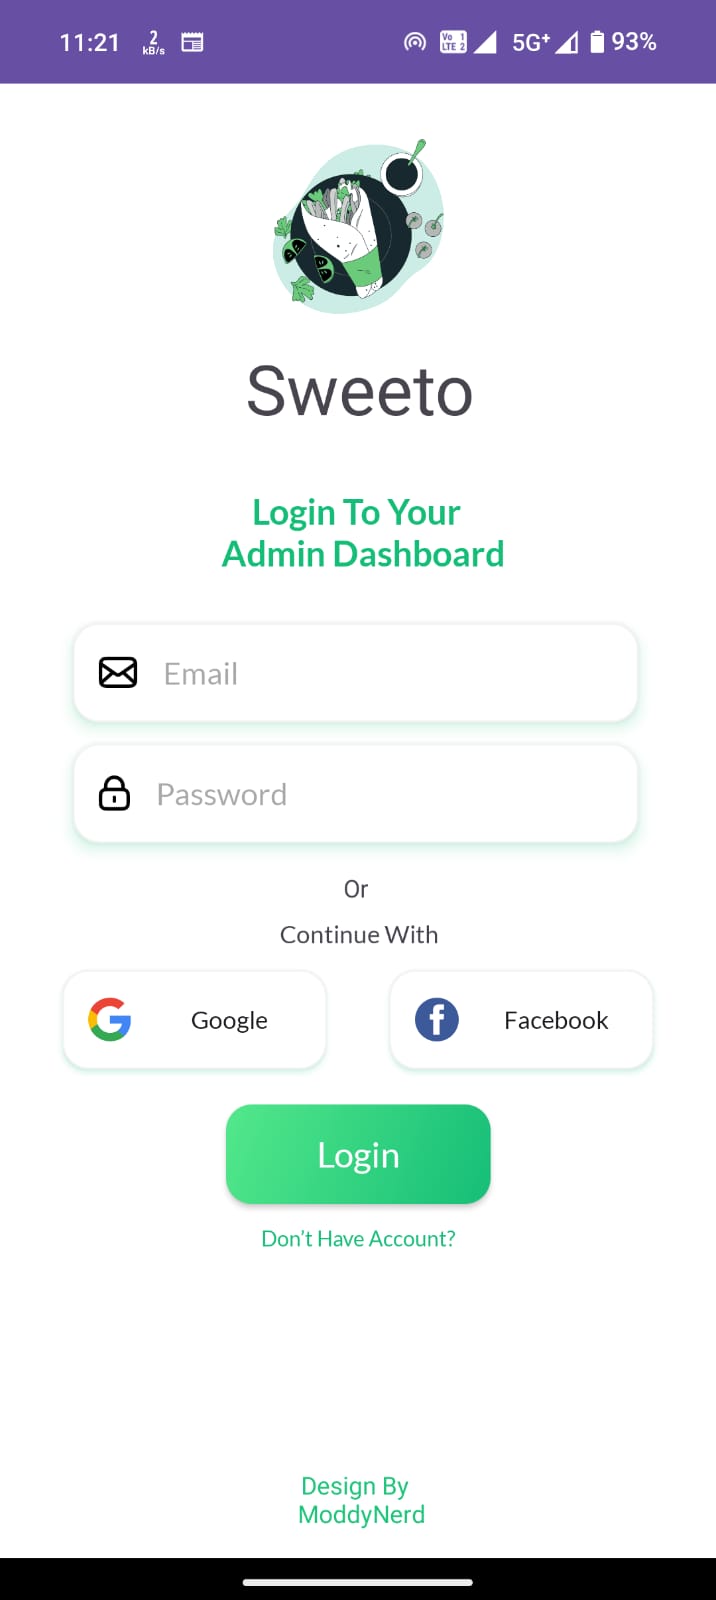 11:21 2 kB/s Vo 1 LTE 2 5G+ 93%
Sweeto
Login To Your
Admin Dashboard
Email
Password
Or
Continue With
Google Facebook
Login
Don't Have Account?
Design By
ModdyNerd